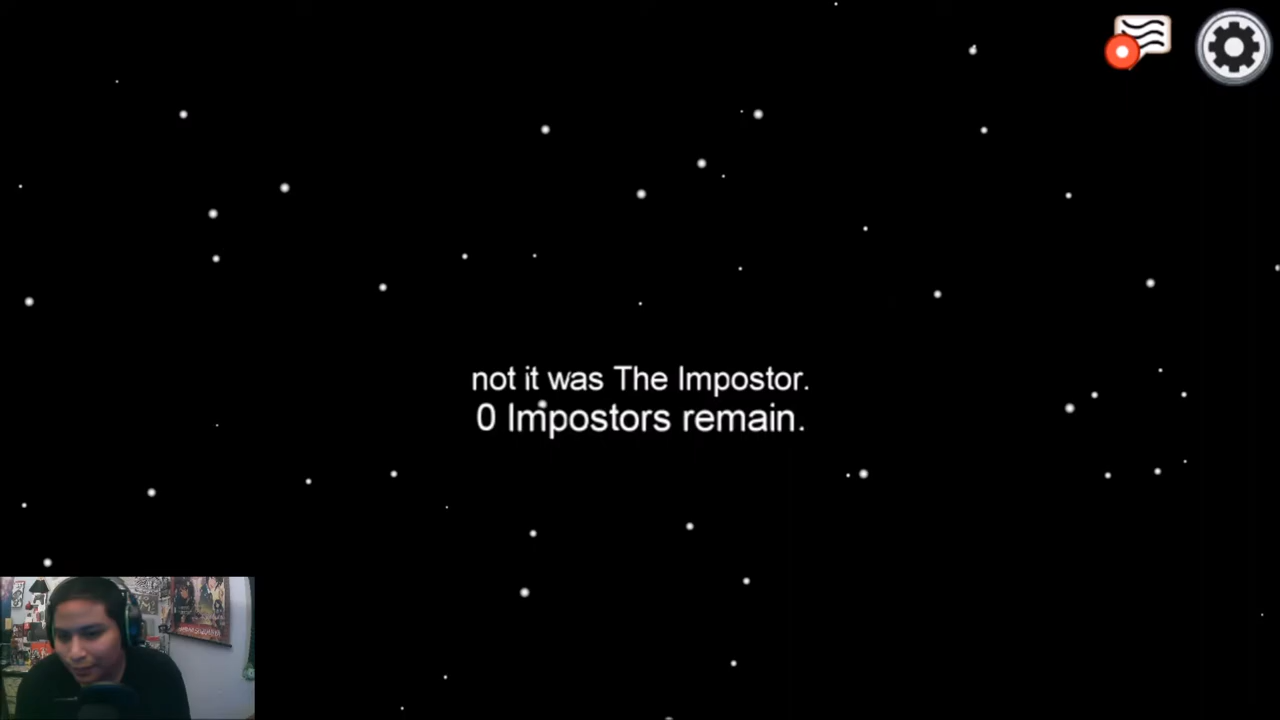 not it was The Impostor.
0 Impostors remain.